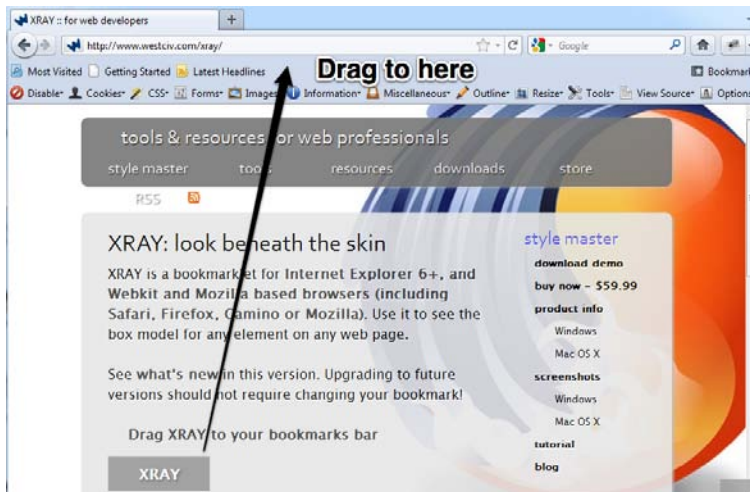 XRAY :: for web developers
http://www.westciv.com/xray/
Google
Most Visited Getting Started Latest Headlines
Drag to here
Bookmark
Disable Cookies CSS Forms Images Information Miscellaneous Outline Resize Tools View Source Options
tools & resources for web professionals
style master tools resources downloads store
RSS
XRAY: look beneath the skin
XRAY is a bookmarklet for Internet Explorer 6+, and
Webkit and Mozilla based browsers (including
Safari, Firefox, Camino or Mozilla). Use it to see the
box model for any element on any web page.
See what's new in this version. Upgrading to future
versions should not require changing your bookmark!
Drag XRAY to your bookmarks bar
XRAY
style master
download demo
buy now – $59.99
product info
Windows
Mac OS X
screenshots
Windows
Mac OS X
tutorial
blog